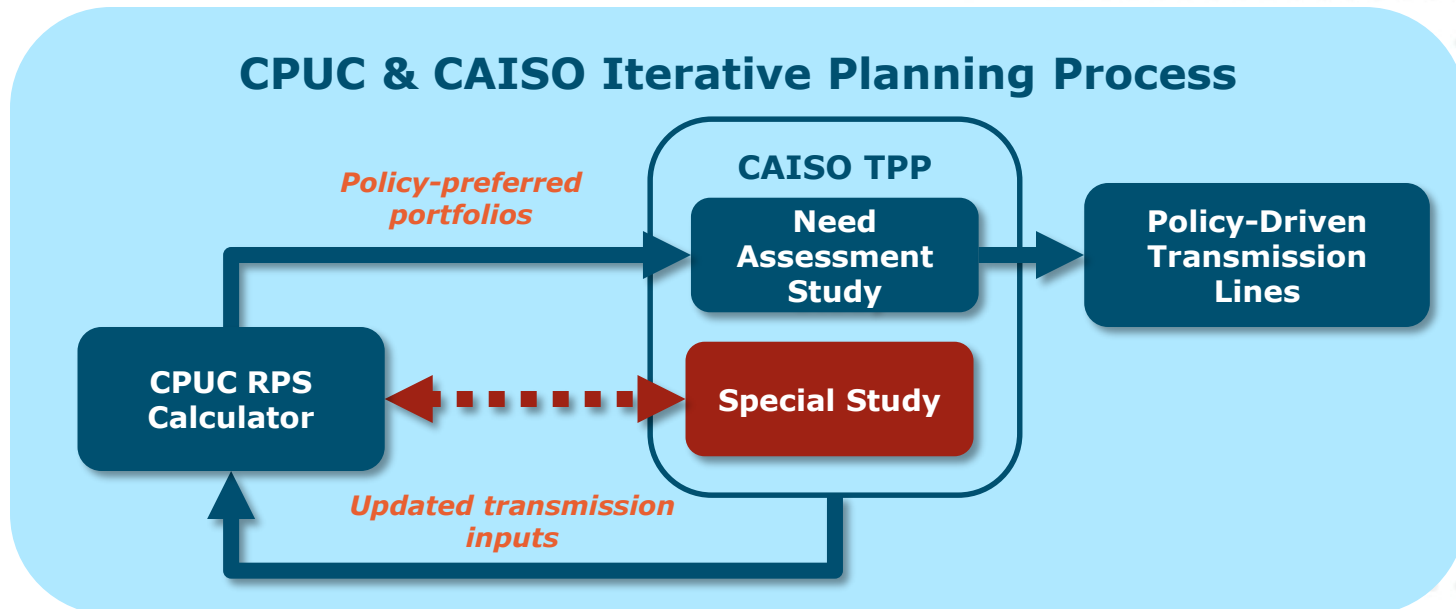 CPUC & CAISO Iterative Planning Process
Policy-preferred
portfolios
CAISO TPP
Need
Assessment
Study
Policy-Driven
Transmission
Lines
CPUC RPS
Calculator
Special Study
Updated transmission
inputs